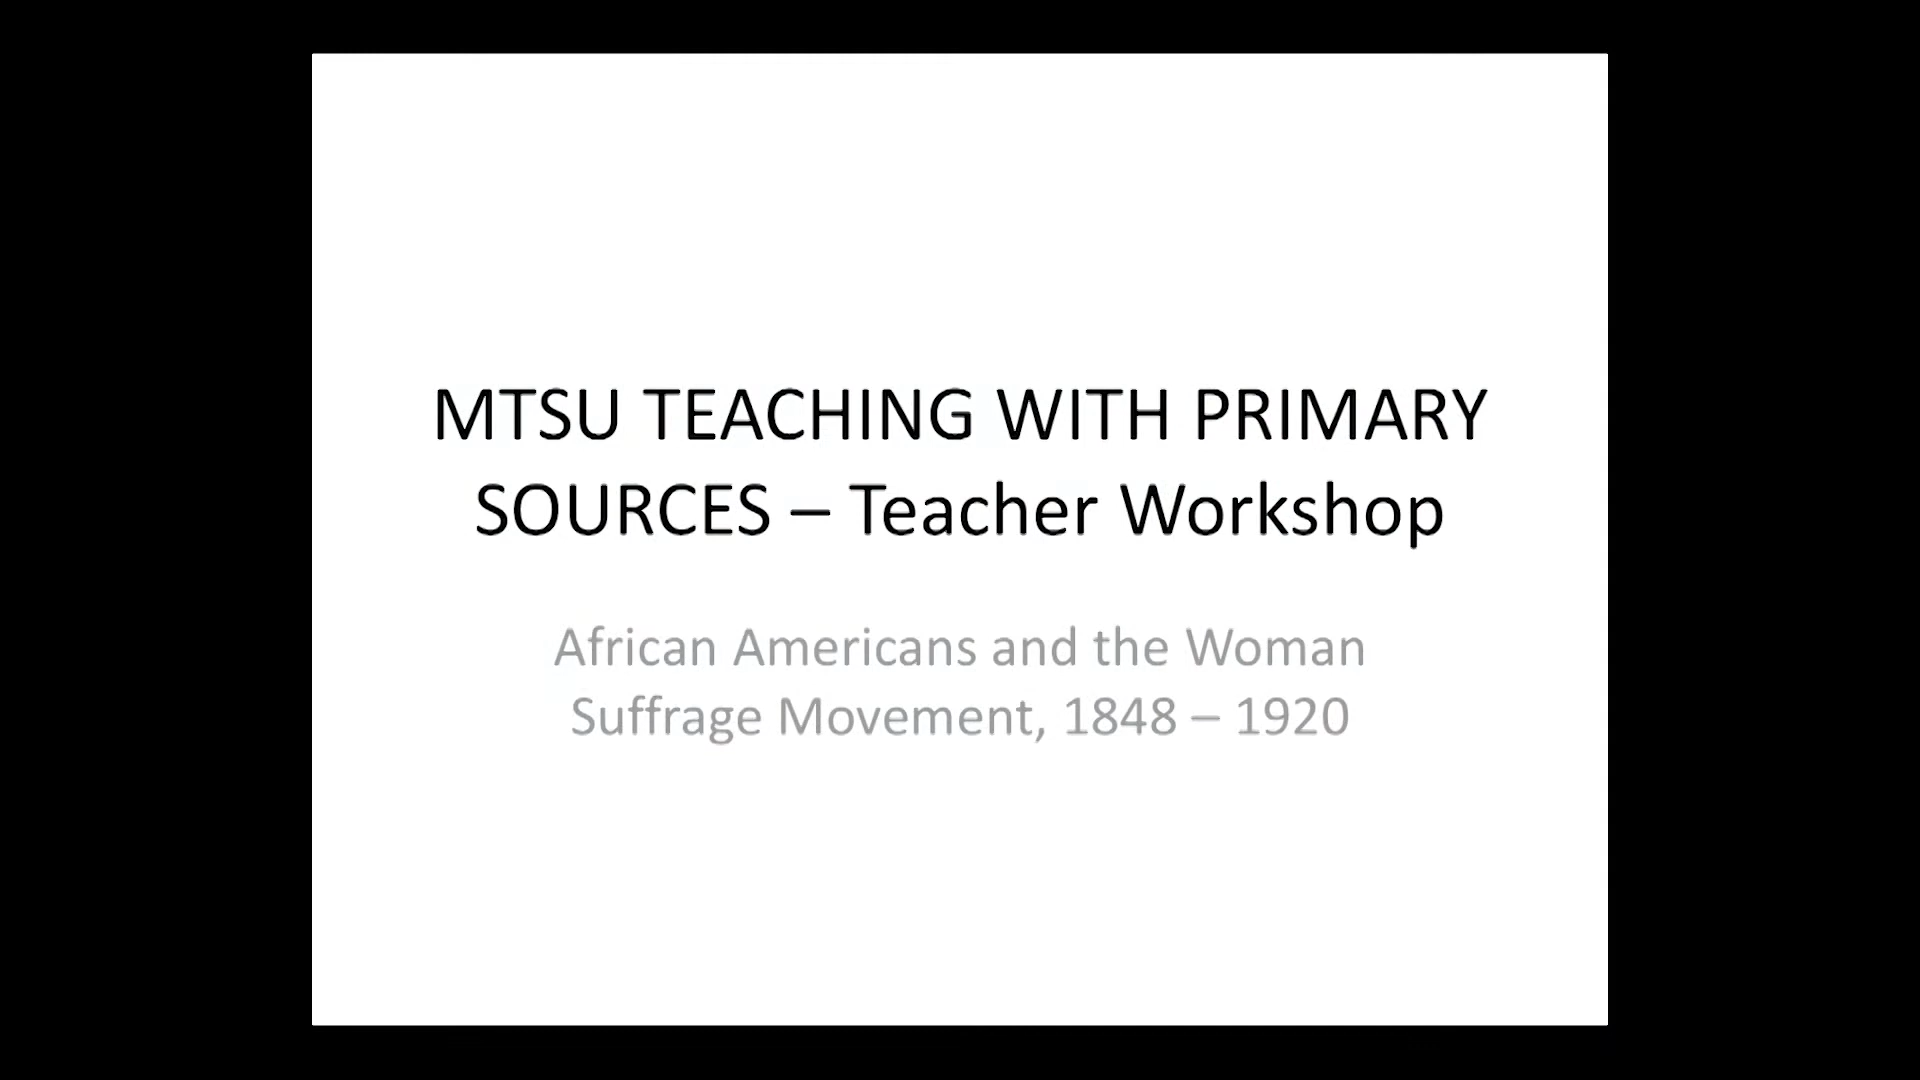 MTSU TEACHING WITH PRIMARY
SOURCES – Teacher Workshop
African Americans and the Woman
Suffrage Movement, 1848 – 1920